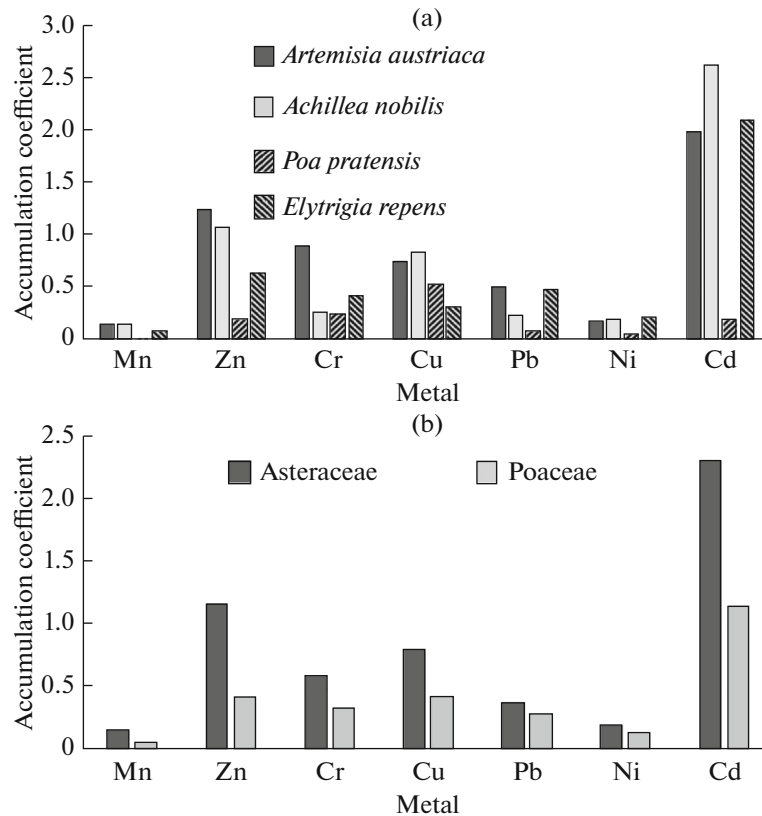 (a)
3.0
2.5
2.0
1.5
1.0
0.5
0
Accumulation coefficient
Artemisia austriaca
Achillea nobilis
Poa pratensis
Elytrigia repens
Mn Zn Cr Cu Pb Ni Cd
Metal
(b)
2.5
2.0
1.5
1.0
0.5
0
Accumulation coefficient
Asteraceae Poaceae
Mn Zn Cr Cu Pb Ni Cd
Metal